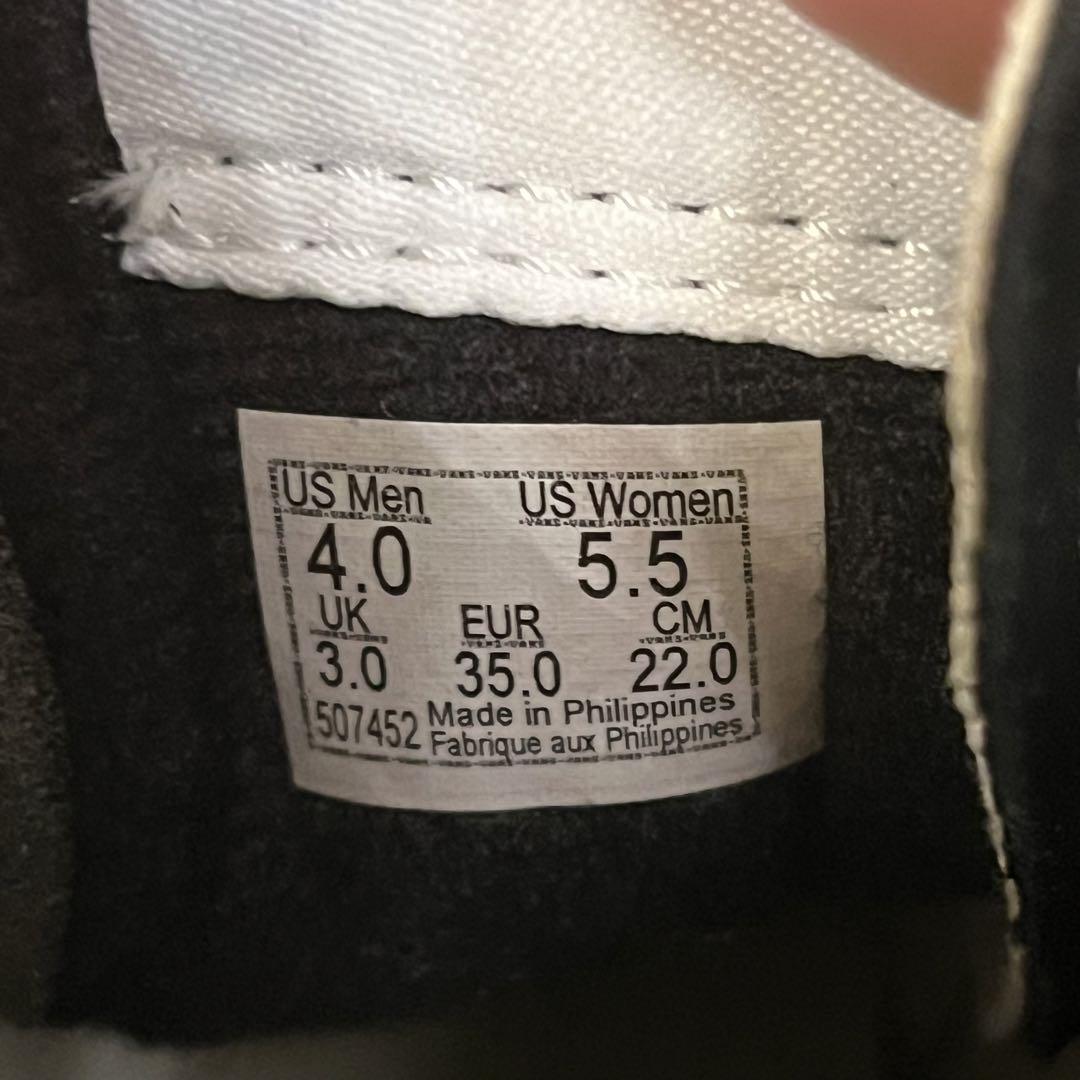 US Men US Women
4.0 5.5
UK EUR CM
3.0 35.0 22.0
507452 Made in Philippines
Fabrique aux Philippines